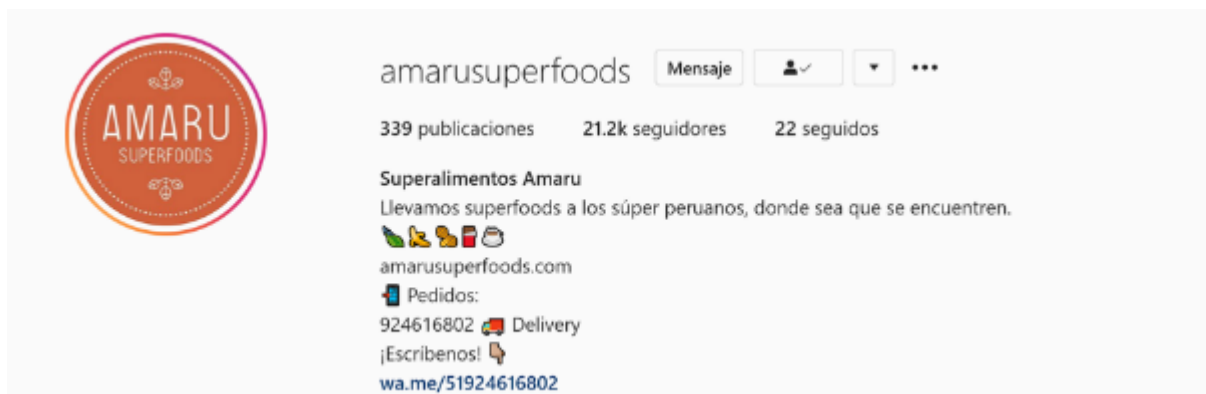 AMARU
SUPERFOODS
amarusuperfoods Mensaje
339 publicaciones 21.2k seguidores 22 seguidos
Superalimentos Amaru
Llevamos superfoods a los súper peruanos, donde sea que se encuentren.
amarusuperfoods.com
Pedidos:
924616802 Delivery
¡Escríbenos!
wa.me/51924616802